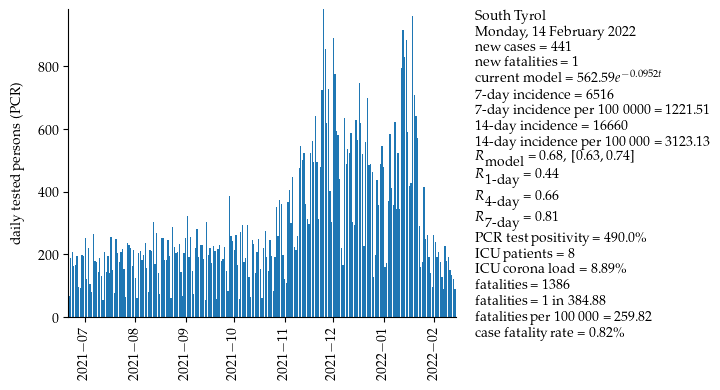 South Tyrol
Monday, 14 February 2022
new cases = 441
new fatalities = 1
current model = 562.59e^−0.0952t
7-day incidence = 6516
7-day incidence per 100 0000 = 1221.51
14-day incidence = 16660
14-day incidence per 100 000 = 3123.13
R_model = 0.68, [0.63, 0.74]
R_1-day = 0.44
R_4-day = 0.66
R_7-day = 0.81
PCR test positivity = 490.0%
ICU patients = 8
ICU corona load = 8.89%
fatalities = 1386
fatalities = 1 in 384.88
fatalities per 100 000 = 259.82
case fatality rate = 0.82%
daily tested persons (PCR)
800
600
400
200
0
2021−07
2021−08
2021−09
2021−10
2021−11
2021−12
2022−01
2022−02